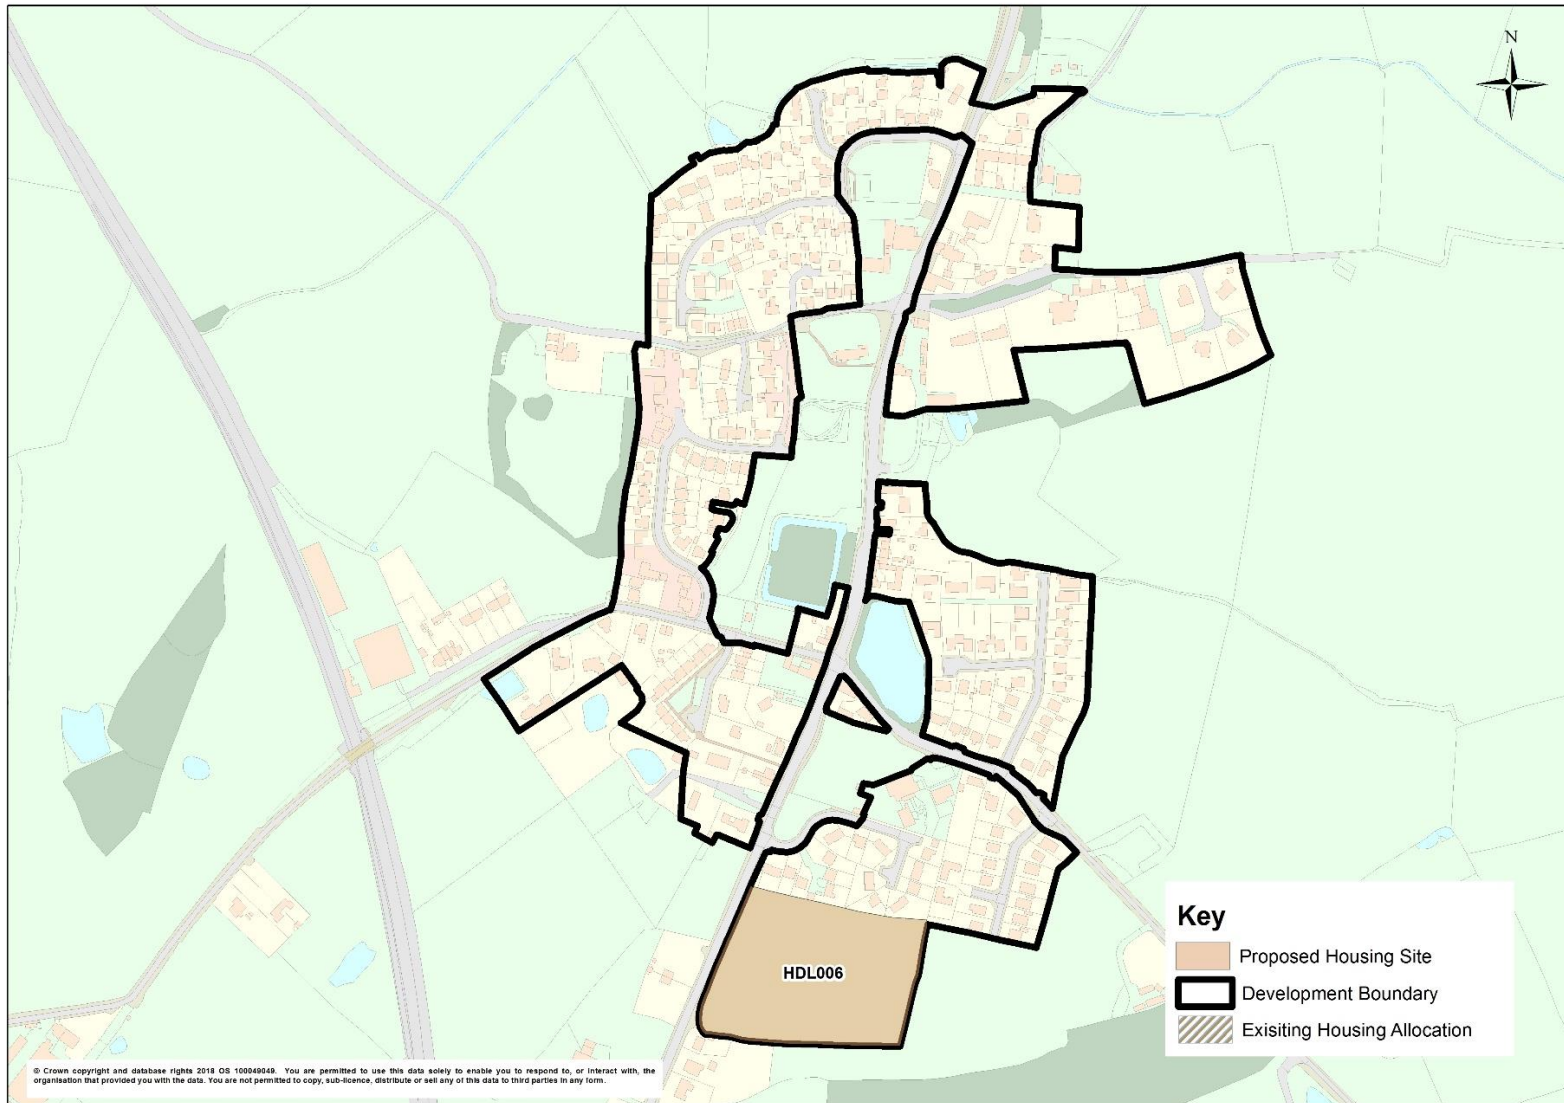 N
HDL006
Key
Proposed Housing Site
Development Boundary
Exisiting Housing Allocation
© Crown copyright and database rights 2018 OS 100049049. You are permitted to use this data solely to enable you to respond to, or interact with, the
organisation that provided you with the data. You are not permitted to copy, sub-licence, distribute or sell any of this data to third parties in any form.